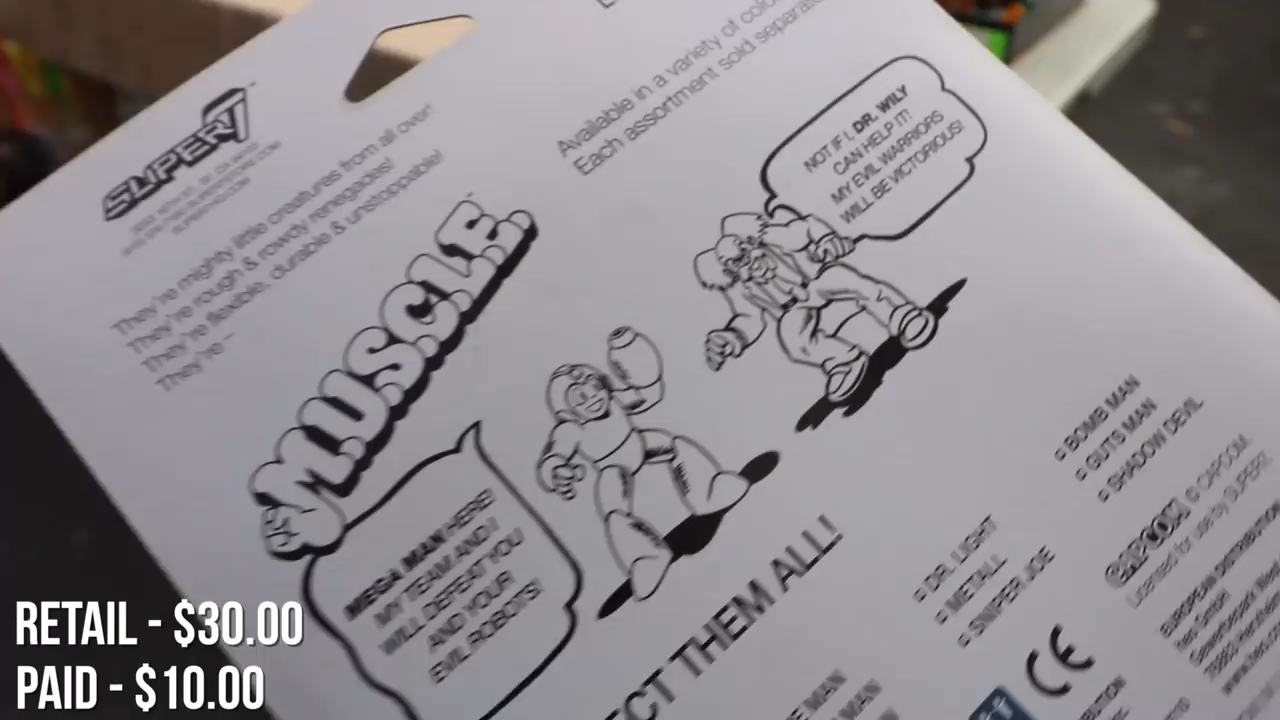 SUPER7
They're mighty little creatures from all over!
They're rough & rowdy renegades!
They're flexible, durable & unstoppable!
They're –
M.U.S.C.L.E.
Available in a variety of
Each assortment sold
NOT IF I, DR. WILY
CAN HELP IT!
MY EVIL WARRIORS
WILL BE VICTORIOUS!
MEGA MAN HERE!
MY TEAM AND I
WILL DEFEAT YOU
AND YOUR
EVIL ROBOTS!
THEM ALL!
DR. LIGHT
METALL
SNIPER JOE
BOMB MAN
GUTS MAN
SHADOW DEVIL
CAPCOM © CAPCOM.
Licensed for use by SUPER7.
EUROPEAN DISTRIBUTION
CE
RETAIL - $30.00
PAID - $10.00